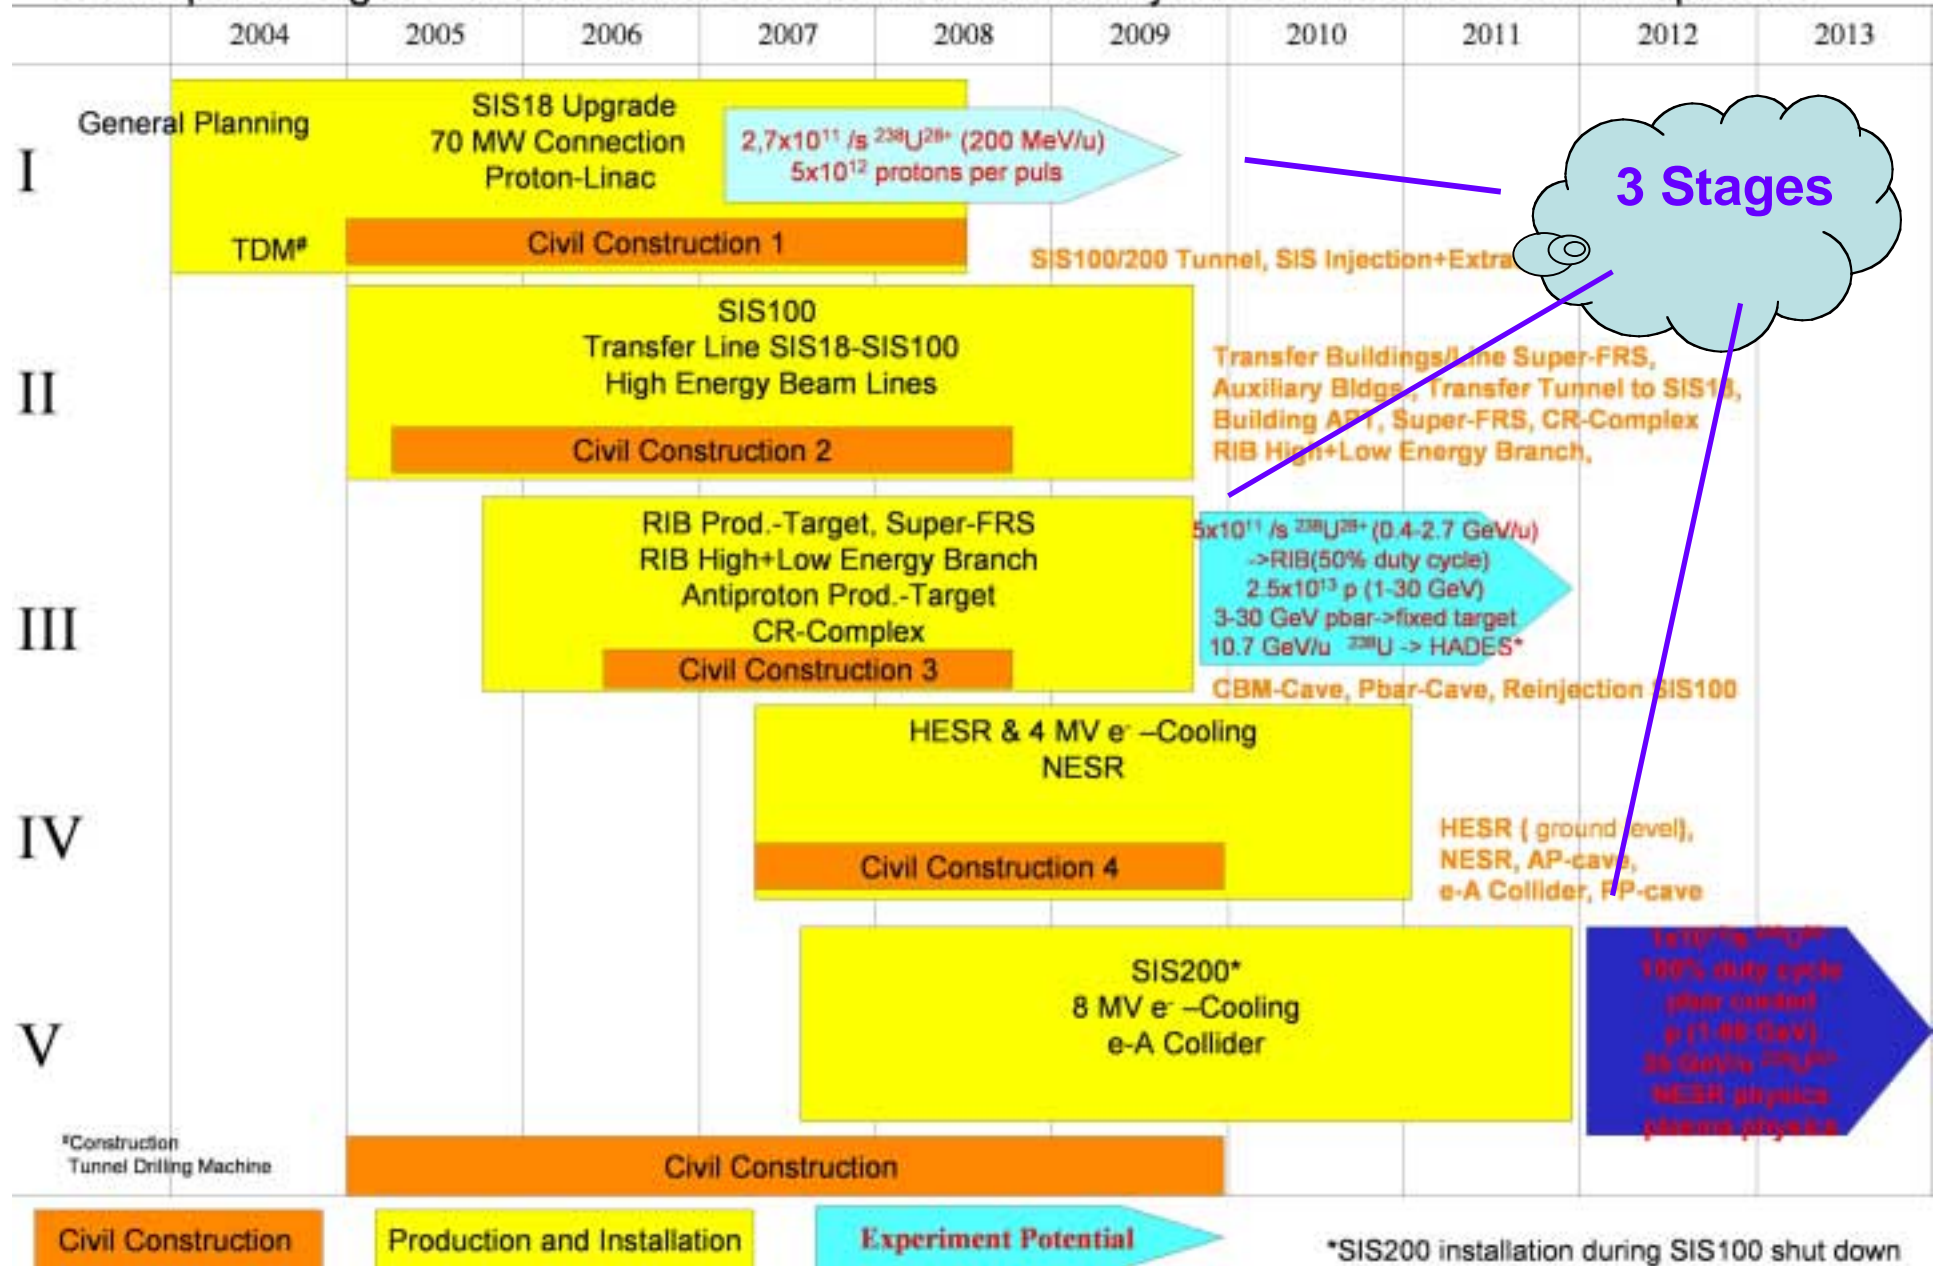 2004 2005 2006 2007 2008 2009 2010 2011 2012 2013
I
General Planning
SIS18 Upgrade
70 MW Connection
Proton-Linac
2,7x10¹¹ /s ²³⁸U²⁸⁺ (200 MeV/u)
5x10¹² protons per puls
3 Stages
TDM#
Civil Construction 1
SIS100/200 Tunnel, SIS Injection+
II
SIS100
Transfer Line SIS18-SIS100
High Energy Beam Lines
Civil Construction 2
Transfer Buildings/Line Super-FRS,
Auxiliary Bldgs., Transfer Tunnel to SIS18,
Building APT, Super-FRS, CR-Complex
RIB High+Low Energy Branch,
III
RIB Prod.-Target, Super-FRS
RIB High+Low Energy Branch
Antiproton Prod.-Target
CR-Complex
Civil Construction 3
5x10¹¹ /s ²³⁸U²⁸⁺ (0.4-2.7 GeV/u)
->RIB(50% duty cycle)
2.5x10¹³ p (1-30 GeV)
3-30 GeV pbar->fixed target
10.7 GeV/u ²³⁸U -> HADES*
CBM-Cave, Pbar-Cave, Reinjection SIS100
IV
HESR & 4 MV e⁻ –Cooling
NESR
Civil Construction 4
HESR ( ground level),
NESR, AP-cave,
e-A Collider, PP-cave
V
SIS200*
8 MV e⁻ –Cooling
e-A Collider
100% duty cycle
pbar cooled
NESR physics
plasma physics
#Construction
Tunnel Drilling Machine
Civil Construction
Civil Construction
Production and Installation
Experiment Potential
*SIS200 installation during SIS100 shut down